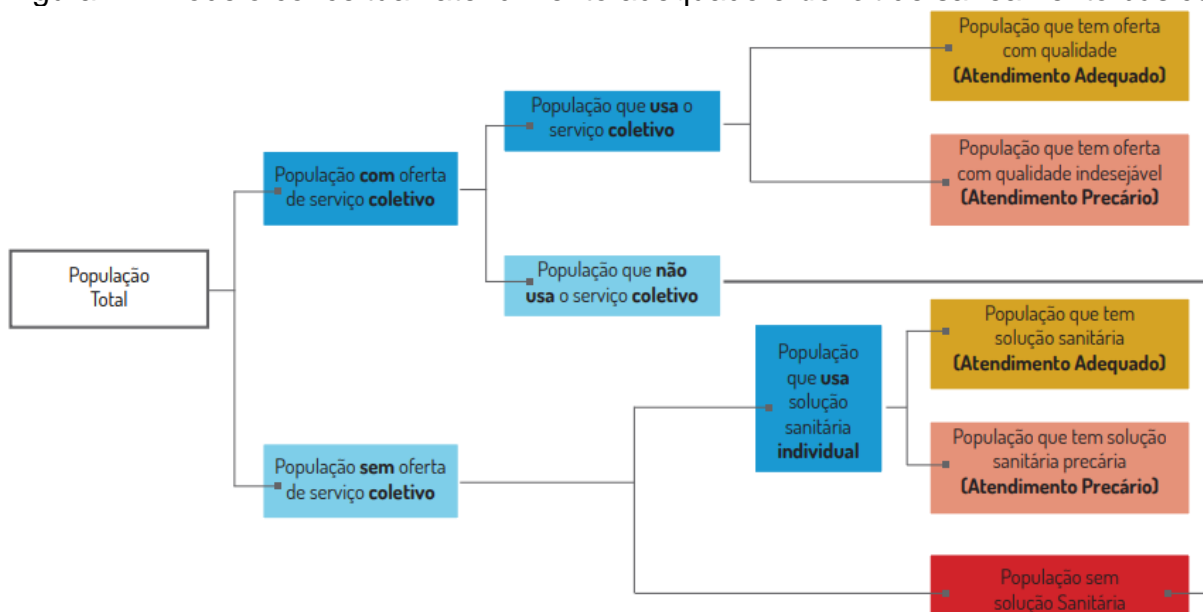 População que tem oferta
com qualidade
(Atendimento Adequado)
População que usa o
serviço coletivo
População que tem oferta
com qualidade indesejável
(Atendimento Precário)
População com oferta
de serviço coletivo
População que não
usa o serviço coletivo
População
Total
População que tem
solução sanitária
(Atendimento Adequado)
População
que usa
solução
sanitária
individual
População que tem solução
sanitária precária
(Atendimento Precário)
População sem oferta
de serviço coletivo
População sem
solução Sanitária